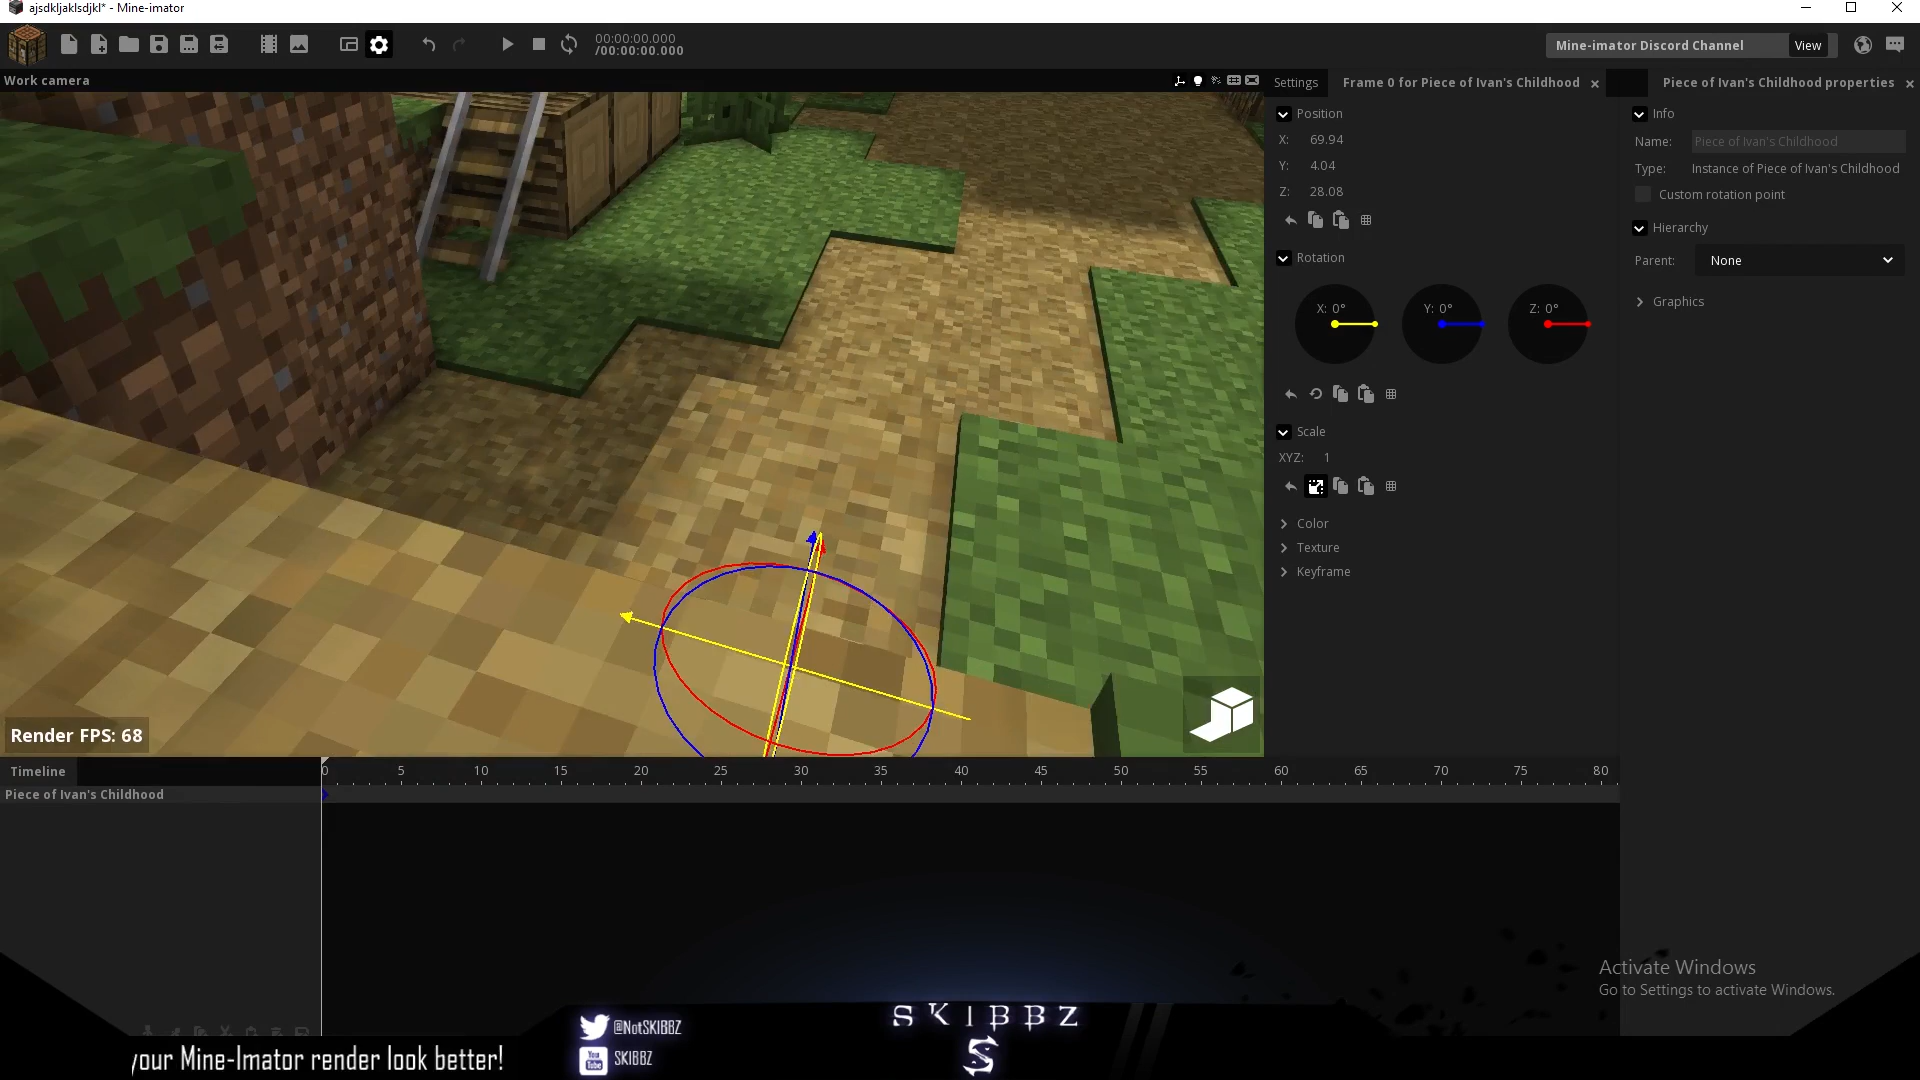 ajsdkljaklsdjkl* - Mine-imator
00:00:00.000
/00:00:00.000
Mine-imator Discord Channel View
Work camera
Settings Frame 0 for Piece of Ivan's Childhood
Piece of Ivan's Childhood properties
Position
X: 69.94
Y: 4.04
Z: 28.08
Rotation
X: 0° Y: 0° Z: 0°
Scale
XYZ: 1
Color
Texture
Keyframe
Info
Name: Piece of Ivan's Childhood
Type: Instance of Piece of Ivan's Childhood
Custom rotation point
Hierarchy
Parent: None
Graphics
Render FPS: 68
Timeline
0 5 10 15 20 25 30 35 40 45 50 55 60 65 70 75 80
Piece of Ivan's Childhood
Activate Windows
Go to Settings to activate Windows.
@NotSKIBBZ
SKIBBZ
You Tube SKIBBZ
S
your Mine-Imator render look better!